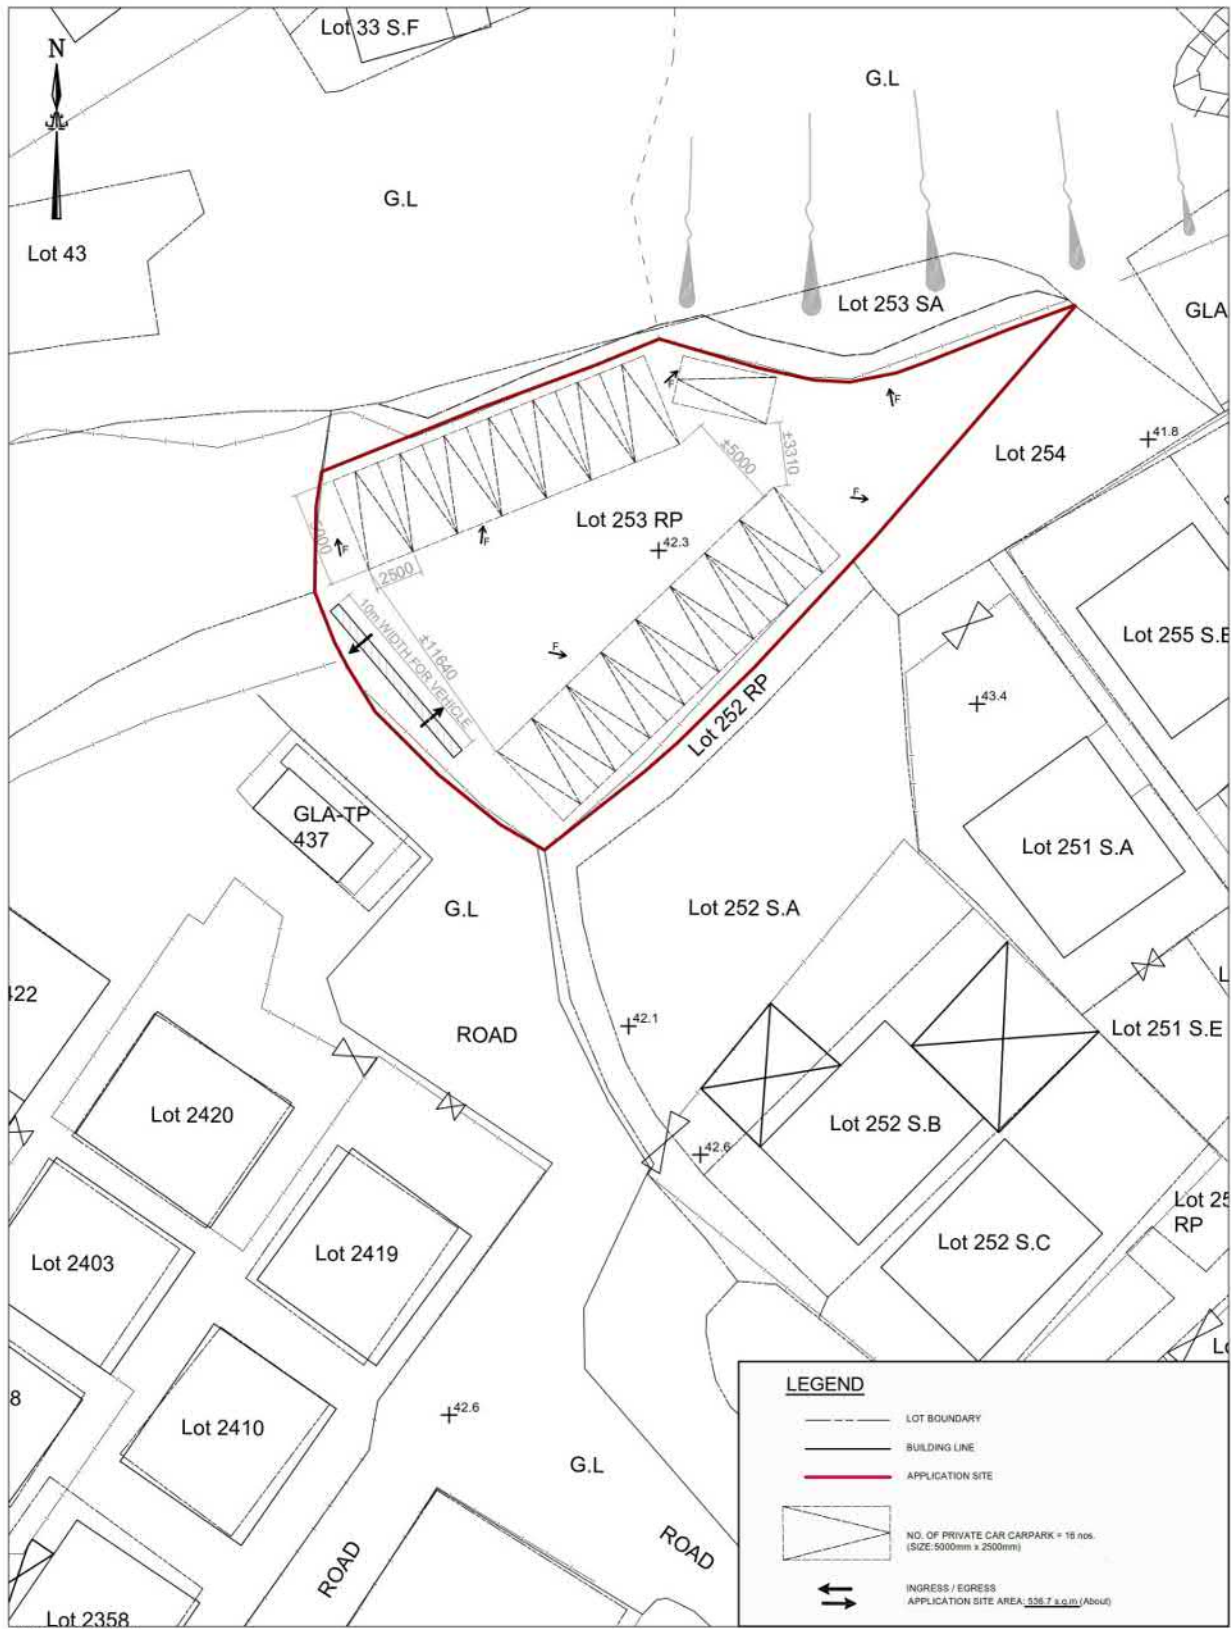 Lot 33 S.F
N
G.L
G.L
Lot 43
Lot 253 SA
GLA
F
F
±3310
±5000
41.8
Lot 254
F
Lot 253 RP
F
F
42.3
2500
10m WIDTH FOR VEHICLE
±11640
F
Lot 255 S.E
43.4
Lot 252 RP
GLA-TP
437
Lot 251 S.A
G.L
Lot 252 S.A
422
42.1
ROAD
Lot 251 S.E
Lot 2420
Lot 252 S.B
42.6
Lot 25
RP
Lot 2419
Lot 252 S.C
Lot 2403
8
42.6
Lot 2410
G.L
ROAD
ROAD
Lot 2358
LEGEND
LOT BOUNDARY
BUILDING LINE
APPLICATION SITE
NO. OF PRIVATE CAR CARPARK = 16 nos.
(SIZE:5000mm x 2500mm)
INGRESS / EGRESS
APPLICATION SITE AREA: 536.7 s.q.m (About)